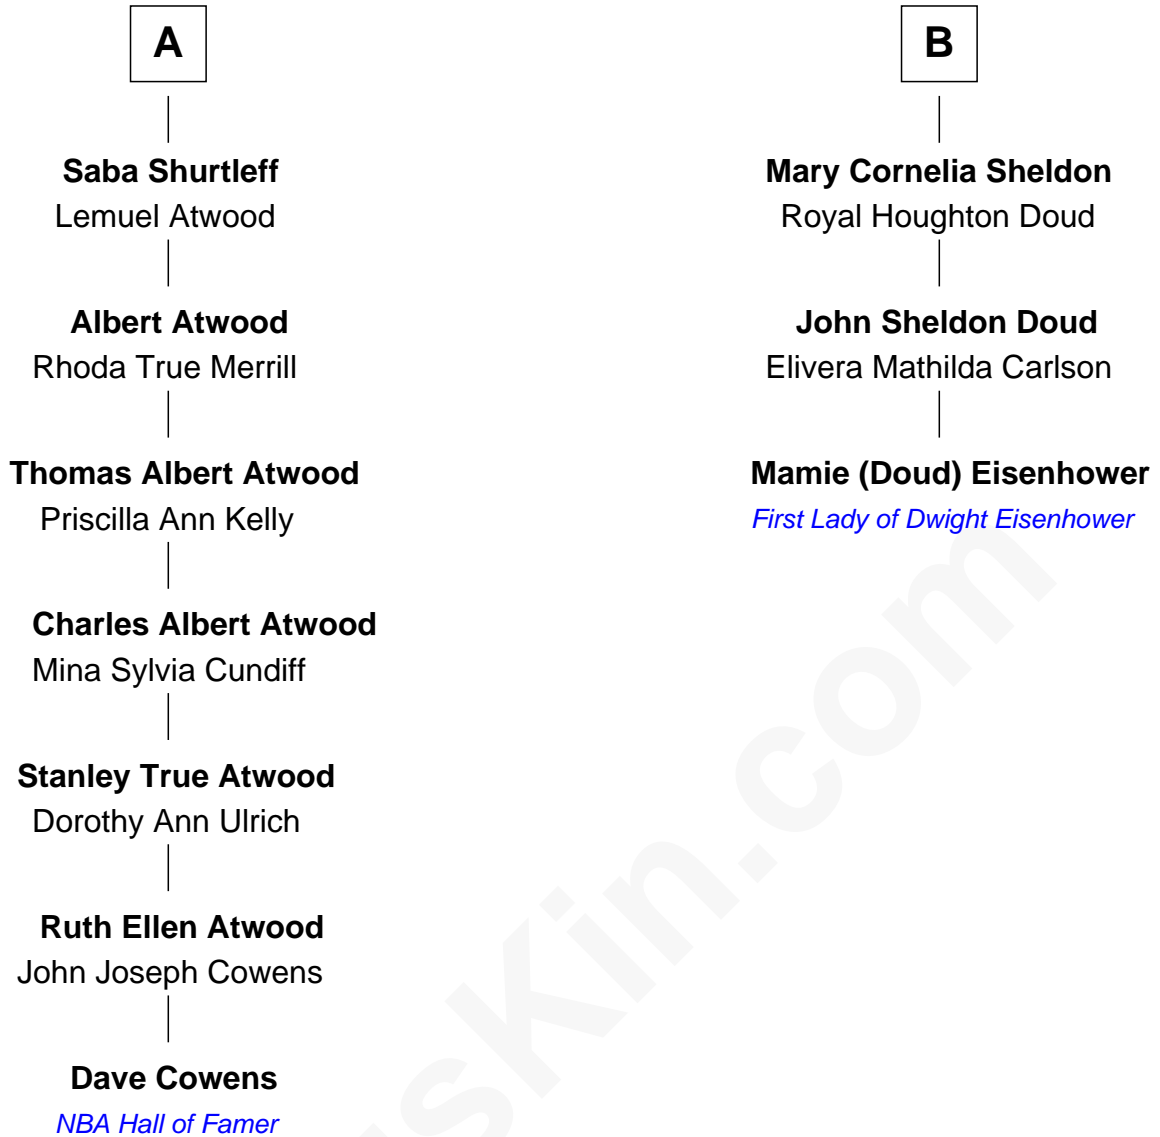 A
Saba Shurtleff
Lemuel Atwood
Albert Atwood
Rhoda True Merrill
Thomas Albert Atwood
Priscilla Ann Kelly
Charles Albert Atwood
Mina Sylvia Cundiff
Stanley True Atwood
Dorothy Ann Ulrich
Ruth Ellen Atwood
John Joseph Cowens
Dave Cowens
NBA Hall of Famer
B
Mary Cornelia Sheldon
Royal Houghton Doud
John Sheldon Doud
Elivera Mathilda Carlson
Mamie (Doud) Eisenhower
First Lady of Dwight Eisenhower
sKin.com